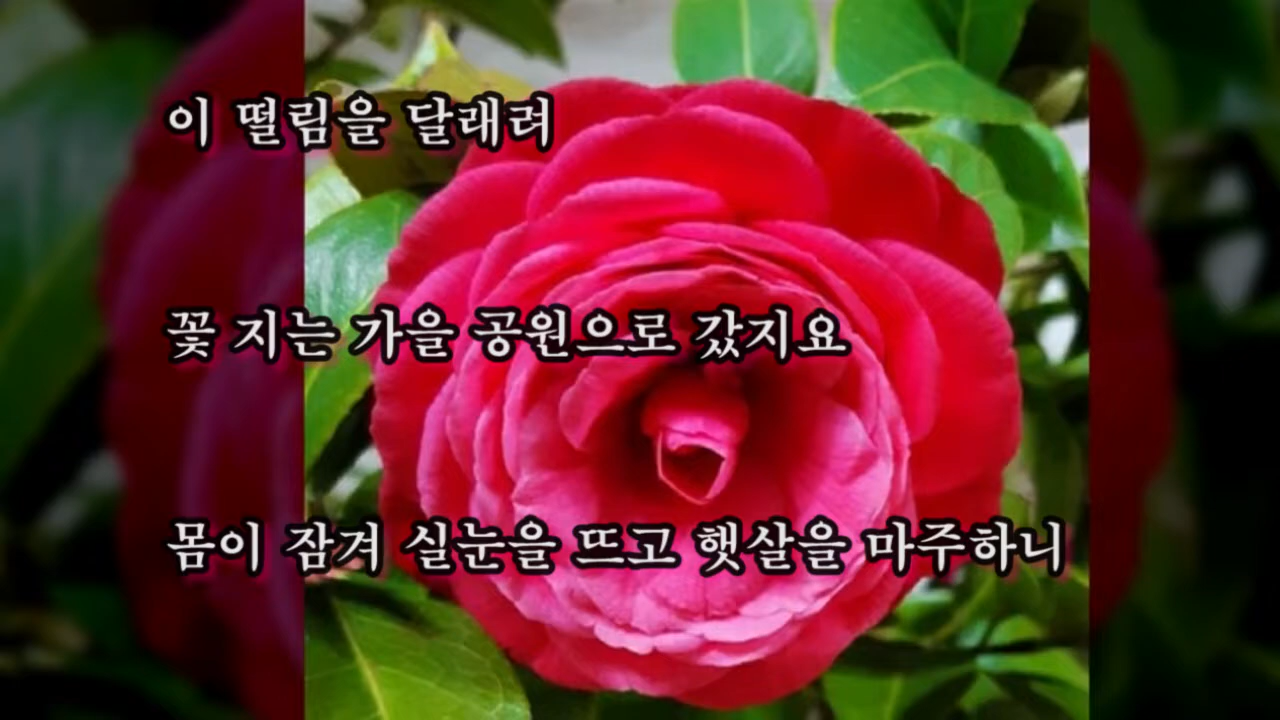 이 떨림을 달래려
꽃 지는 가을 공원으로 갔지요
몸이 잠겨 실눈을 뜨고 햇살을 마주하니